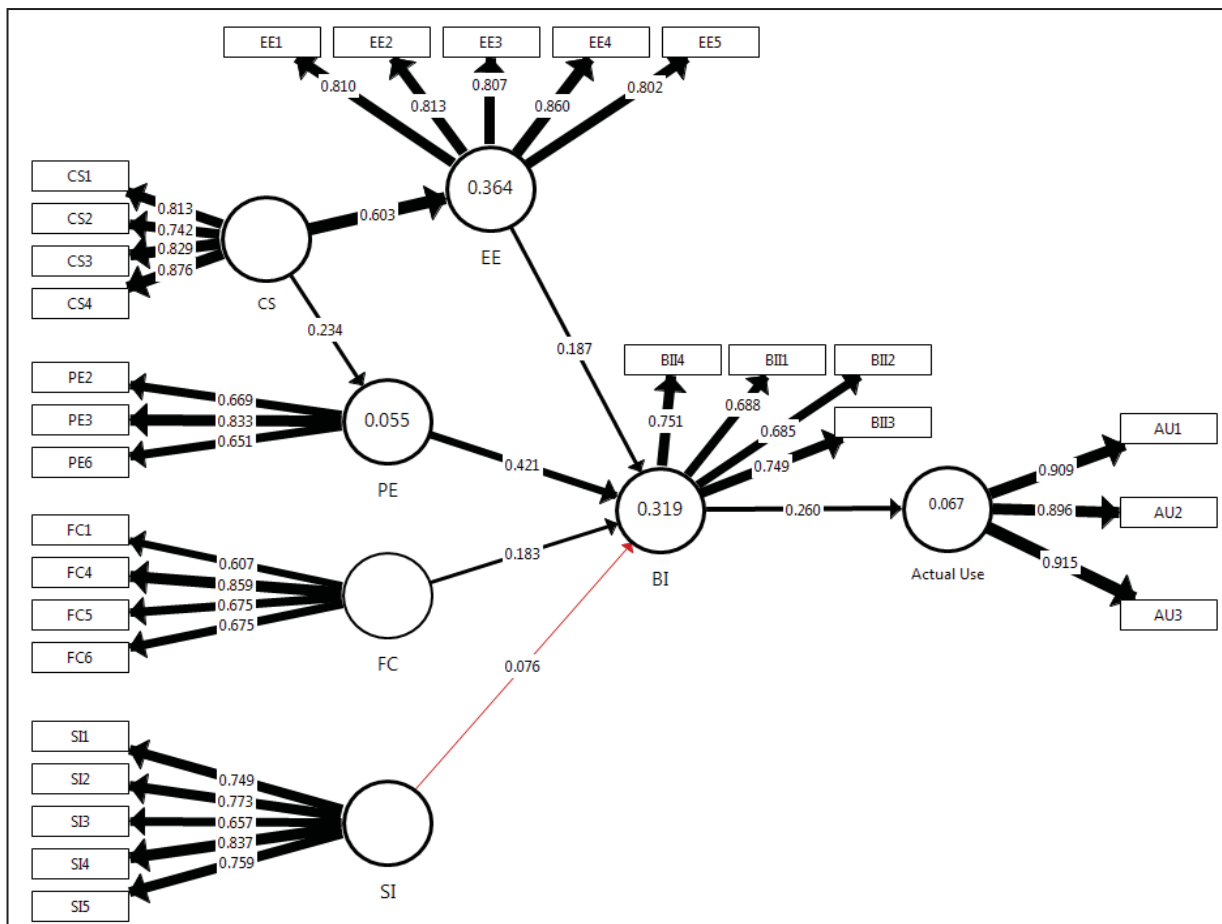 EE1
EE2
EE3
EE4
EE5
0.810
0.813
0.807
0.860
0.802
0.364
EE
CS1
CS2
CS3
CS4
0.813
0.742
0.829
0.876
CS
0.603
0.234
0.187
PE2
PE3
PE6
0.669
0.833
0.651
0.055
PE
0.421
BII4
BII1
BII2
BII3
0.751
0.688
0.685
0.749
0.319
BI
0.260
0.067
Actual Use
AU1
AU2
AU3
0.909
0.896
0.915
FC1
FC4
FC5
FC6
0.607
0.859
0.675
0.675
FC
0.183
0.076
SI1
SI2
SI3
SI4
SI5
0.749
0.773
0.657
0.837
0.759
SI